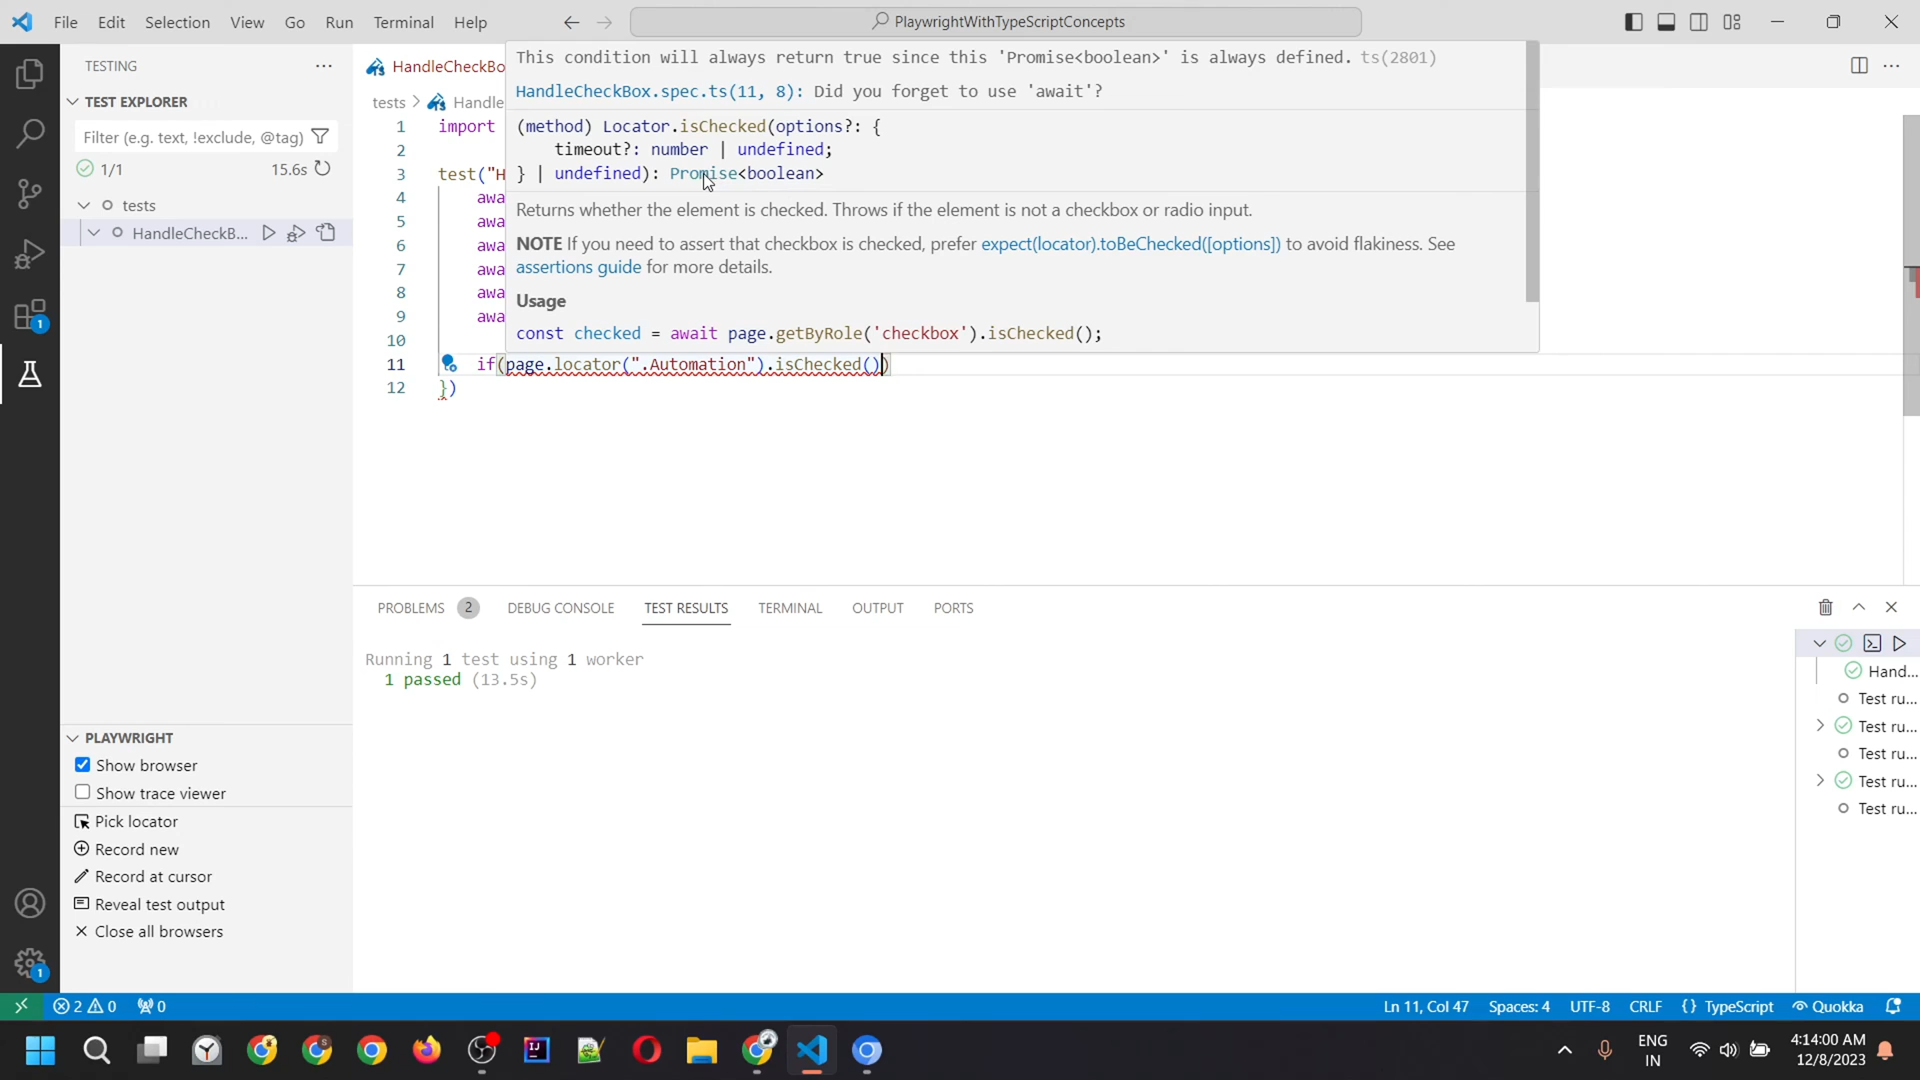 File Edit Selection View Go Run Terminal Help
PlaywrightWithTypeScriptConcepts
TESTING
TEST EXPLORER
Filter (e.g. text, !exclude, @tag)
1/1 15.6s
tests
HandleCheckB...
HandleCheckBo
tests > Handle
This condition will always return true since this 'Promise<boolean>' is always defined. ts(2801)
HandleCheckBox.spec.ts(11, 8): Did you forget to use 'await'?
(method) Locator.isChecked(options?: {
timeout?: number | undefined;
} | undefined): Promise<boolean>
Returns whether the element is checked. Throws if the element is not a checkbox or radio input.
NOTE If you need to assert that checkbox is checked, prefer expect(locator).toBeChecked([options]) to avoid flakiness. See
assertions guide for more details.
Usage
const checked = await page.getByRole('checkbox').isChecked();
1 import
2
3 test("H
4 awa
5 awa
6 awa
7 awa
8 awa
9 awa
10
11 if(page.locator(".Automation").isChecked())
12 })
PROBLEMS 2 DEBUG CONSOLE TEST RESULTS TERMINAL OUTPUT PORTS
Running 1 test using 1 worker
1 passed (13.5s)
Hand...
Test ru...
Test ru...
Test ru...
Test ru...
Test ru...
PLAYWRIGHT
Show browser
Show trace viewer
Pick locator
Record new
Record at cursor
Reveal test output
Close all browsers
1
1
2 0 0
Ln 11, Col 47 Spaces: 4 UTF-8 CRLF {} TypeScript Quokka
ENG
IN
4:14:00 AM
12/8/2023